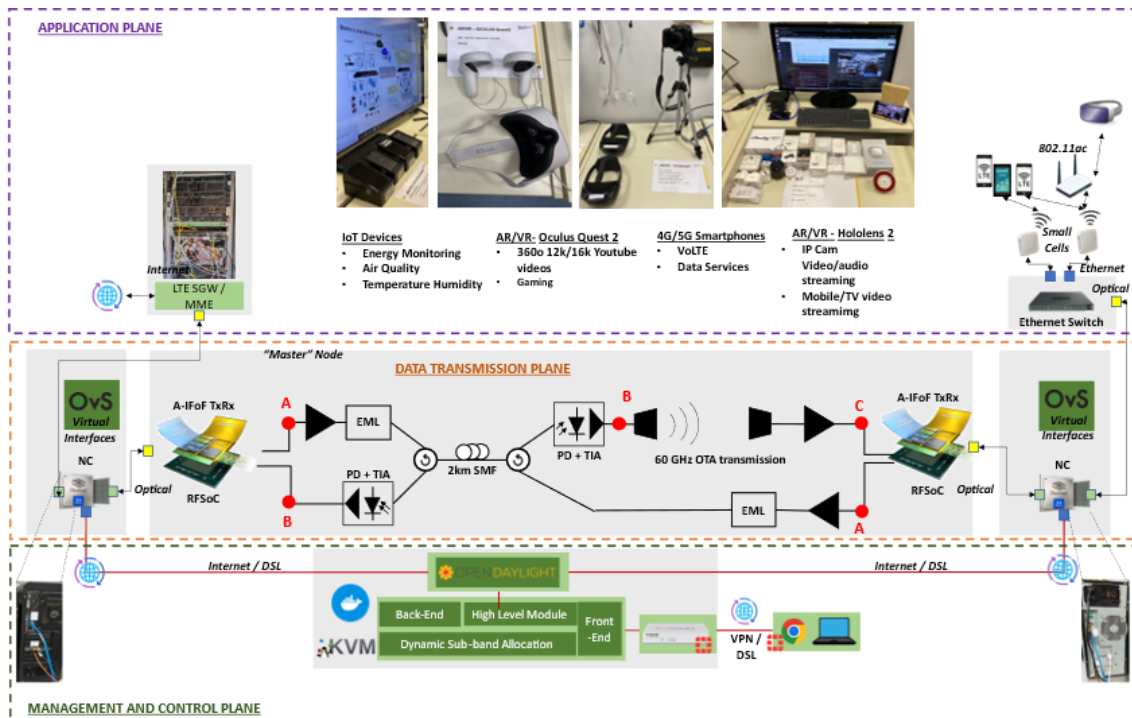 APPLICATION PLANE
802.11ac
LTE
LTE
Small
Cells
Ethernet
Optical
Ethernet Switch
Internet
LTE SGW /
MME
IoT Devices
• Energy Monitoring
• Air Quality
• Temperature Humidity
AR/VR- Oculus Quest 2
• 360o 12k/16k Youtube
videos
• Gaming
4G/5G Smartphones
• VoLTE
• Data Services
AR/VR - Hololens 2
• IP Cam
Video/audio
streaming
• Mobile/TV video
streamimg
"Master" Node
DATA TRANSMISSION PLANE
OvS
Virtual
Interfaces
NC
Optical
A-IFoF TxRx
RFSoC
A
B
EML
PD + TIA
2km SMF
PD + TIA
B
60 GHz OTA transmission
C
EML
A
A-IFoF TxRx
RFSoC
Optical
OvS
Virtual
Interfaces
NC
Internet / DSL
OPENDAYLIGHT
Internet / DSL
Back-End
High Level Module
Front
-End
Dynamic Sub-band Allocation
KVM
VPN /
DSL
MANAGEMENT AND CONTROL PLANE